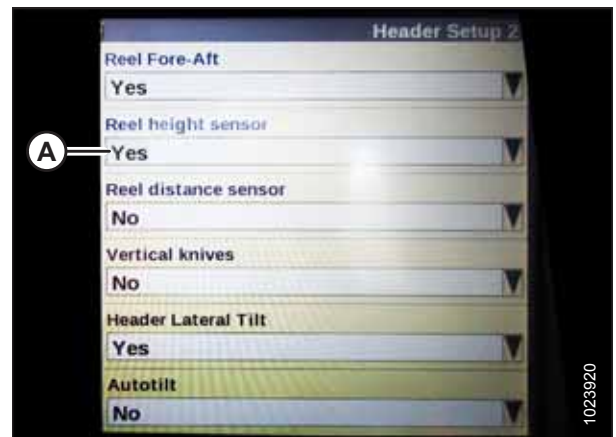 Header Setup 2
Reel Fore-Aft
Yes
Reel height sensor
A
Yes
Reel distance sensor
No
Vertical knives
No
Header Lateral Tilt
Yes
Autotilt
No
1023920